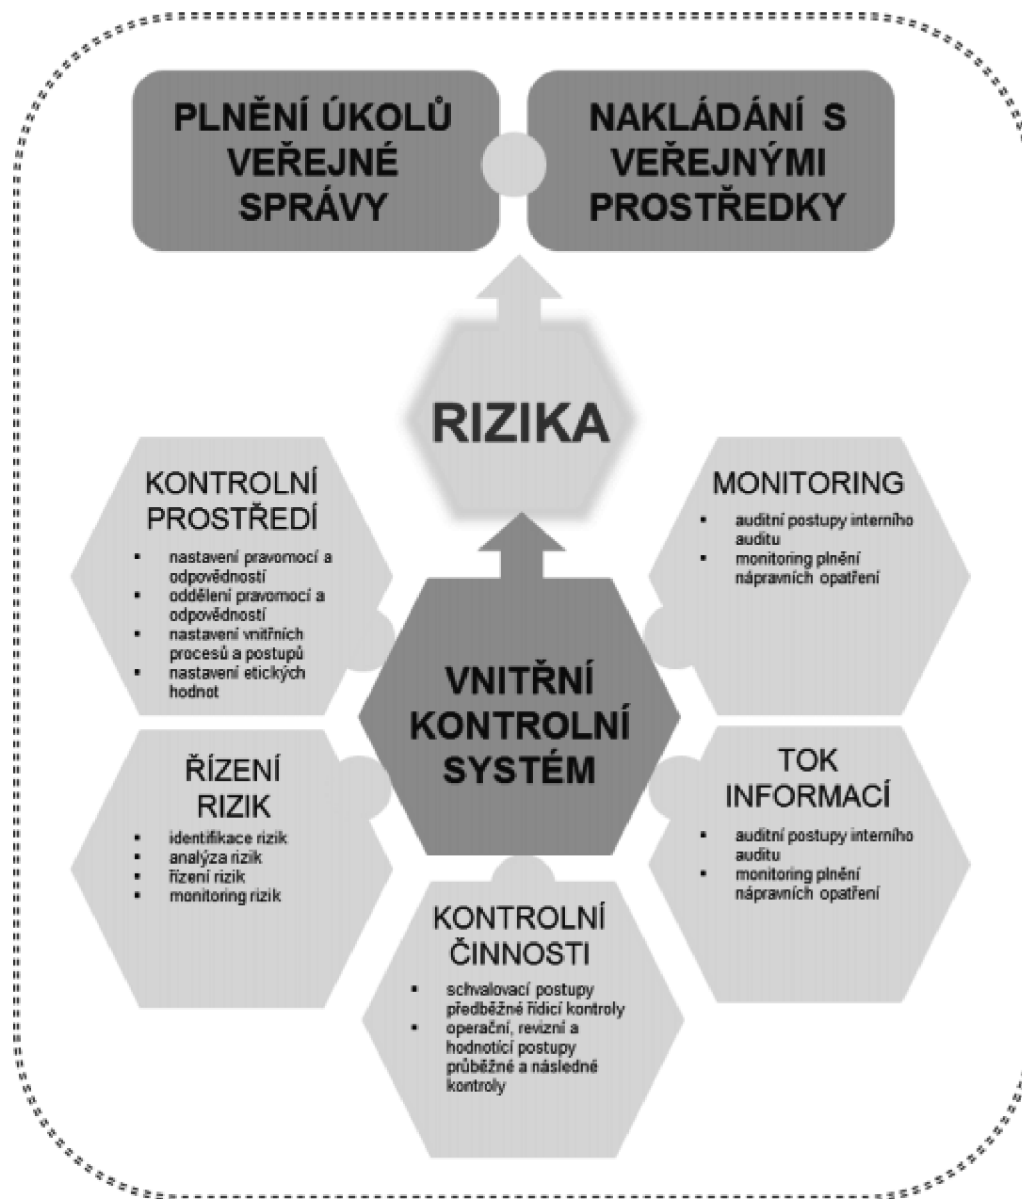 PLNĚNÍ ÚKOLŮ
VEŘEJNÉ
SPRÁVY
NAKLÁDÁNÍ S
VEŘEJNÝMI
PROSTŘEDKY
RIZIKA
KONTROLNÍ
PROSTŘEDÍ
▪ nastavení pravomocí a
odpovědností
▪ oddělení pravomocí a
odpovědností
▪ nastavení vnitřních
procesů a postupů
▪ nastavení etických
hodnot
MONITORING
▪ auditní postupy interního
auditu
▪ monitoring plnění
nápravních opatření
VNITŘNÍ
KONTROLNÍ
SYSTÉM
ŘÍZENÍ
RIZIK
▪ identifikace rizik
▪ analýza rizik
▪ řízení rizik
▪ monitoring rizik
TOK
INFORMACÍ
▪ auditní postupy interního
auditu
▪ monitoring plnění
nápravních opatření
KONTROLNÍ
ČINNOSTI
▪ schvalovací postupy
předběžné řídicí kontroly
▪ operační, revizní a
hodnotící postupy
průběžné a následné
kontroly